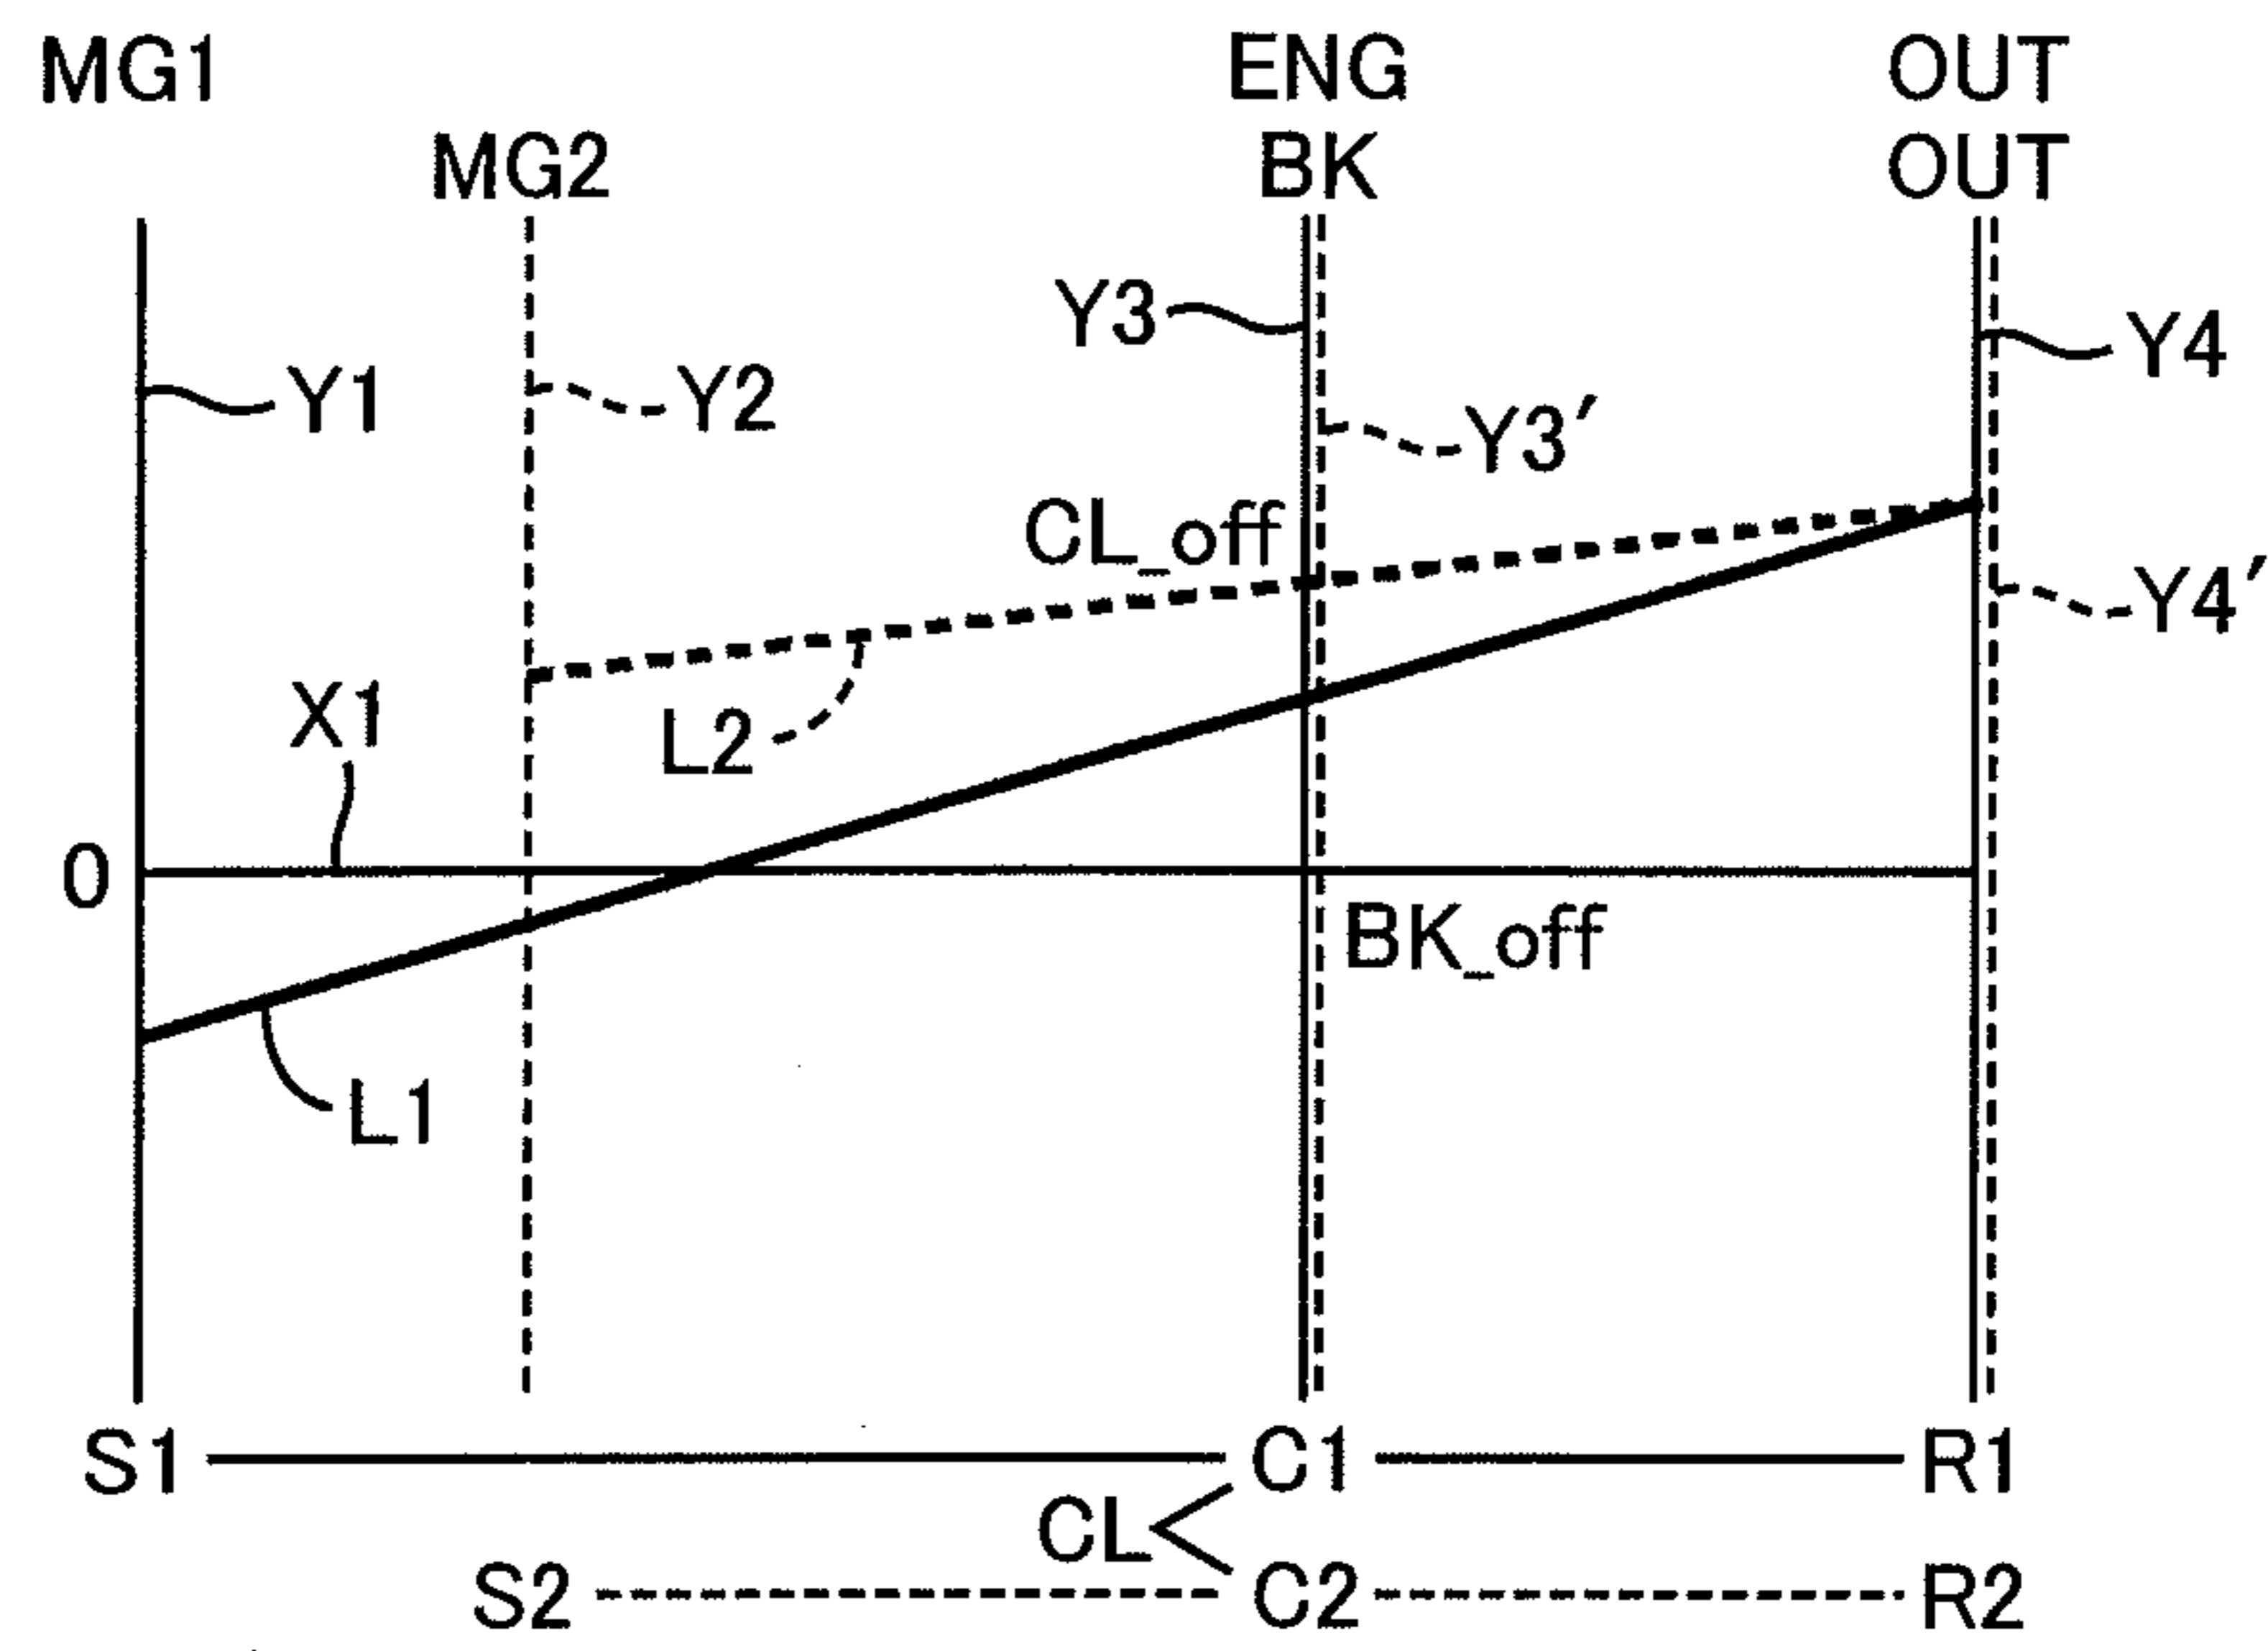 MG1 ENG OUT
MG2 BK OUT
Y3 Y4
Y1 Y2 Y3′
CL_off
Y4′
X1 L2
0
BK_off
L1
S1 C1 R1
CL
S2 C2 R2